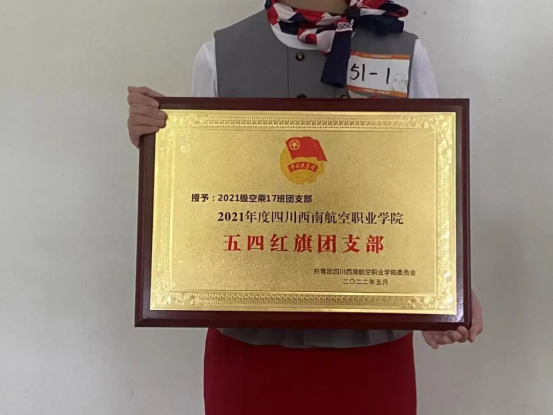 51-1
授予：2021级空乘17班团支部
2021年度四川西南航空职业学院
五四红旗团支部
共青团四川西南航空职业学院委员会
二〇二二年五月